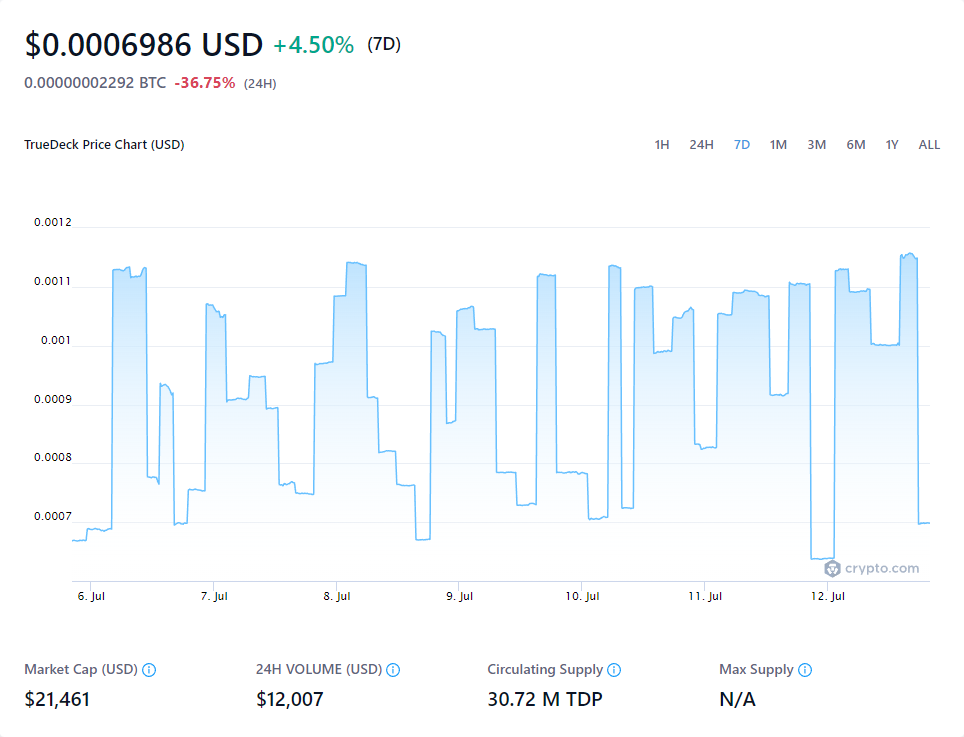 $0.0006986 USD +4.50% (7D)
0.00000002292 BTC -36.75% (24H)
TrueDeck Price Chart (USD)
1H 24H 7D 1M 3M 6M 1Y ALL
0.0012
0.0011
0.001
0.0009
0.0008
0.0007
crypto.com
6. Jul 7. Jul 8. Jul 9. Jul 10. Jul 11. Jul 12. Jul
Market Cap (USD) 24H VOLUME (USD) Circulating Supply Max Supply
$21,461 $12,007 30.72 M TDP N/A